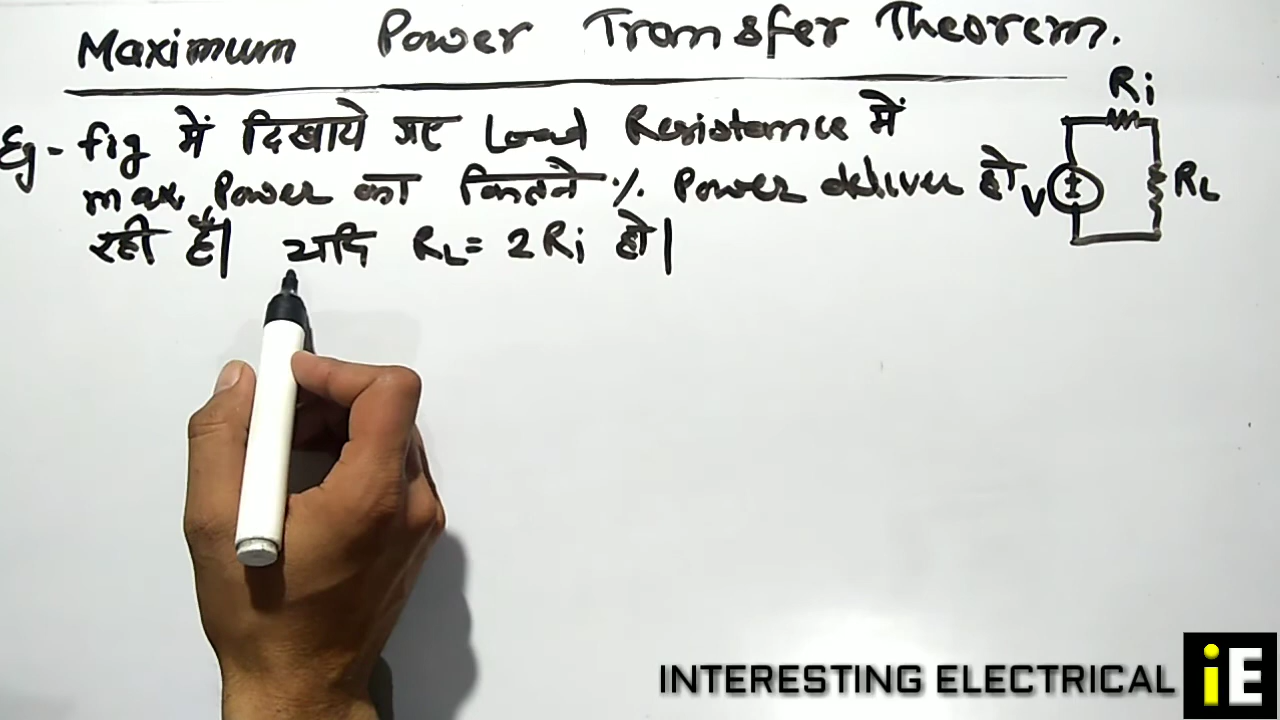 Maximum Power Transfer Theorem.
Eg- fig में दिखाये गए Load Resistance में
max. Power का कितने % Power deliver हो
रही है| यदि RL = 2Ri हो|
Ri
V
RL
INTERESTING ELECTRICAL
iE